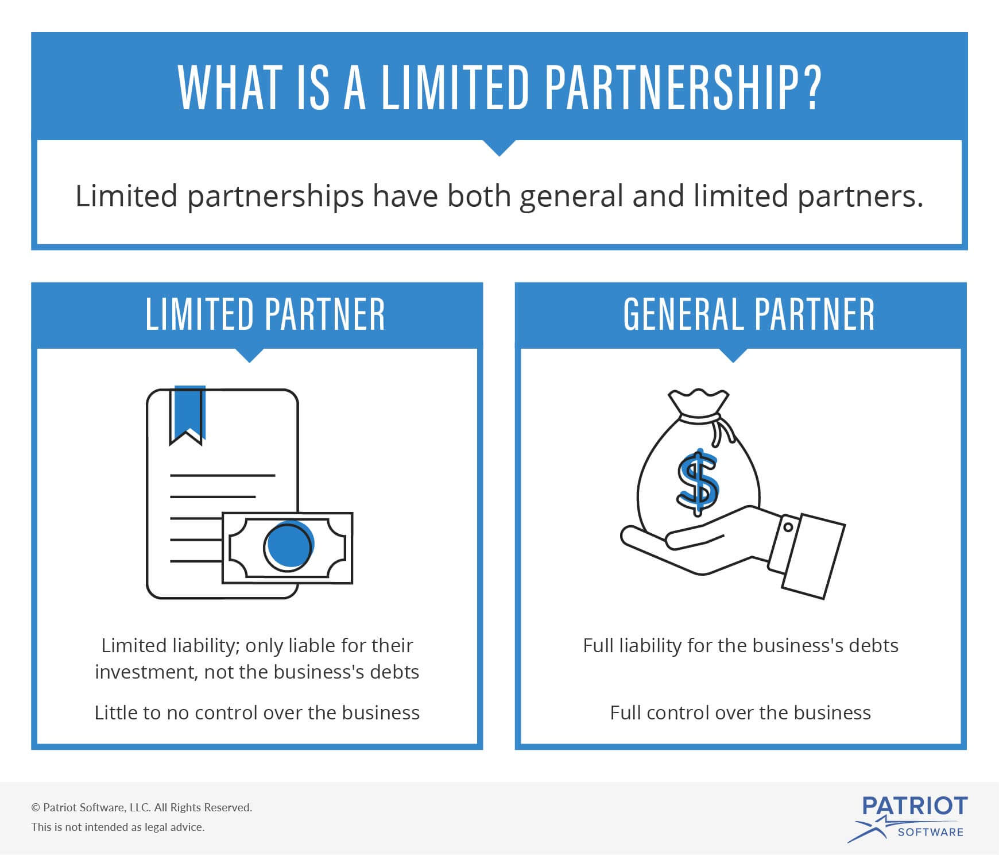 WHAT IS A LIMITED PARTNERSHIP?
Limited partnerships have both general and limited partners.
LIMITED PARTNER
Limited liability; only liable for their
investment, not the business's debts
Little to no control over the business
GENERAL PARTNER
$
Full liability for the business's debts
Full control over the business
© Patriot Software, LLC. All Rights Reserved.
This is not intended as legal advice.
PATRIOT
SOFTWARE